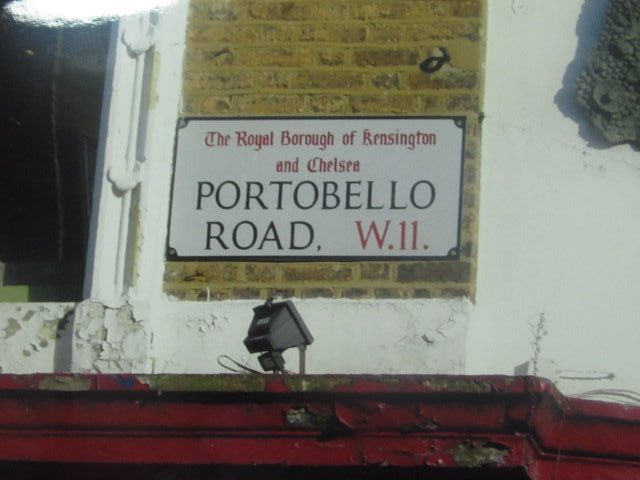 The Royal Borough of Kensington
and Chelsea
PORTOBELLO
ROAD, W.11.